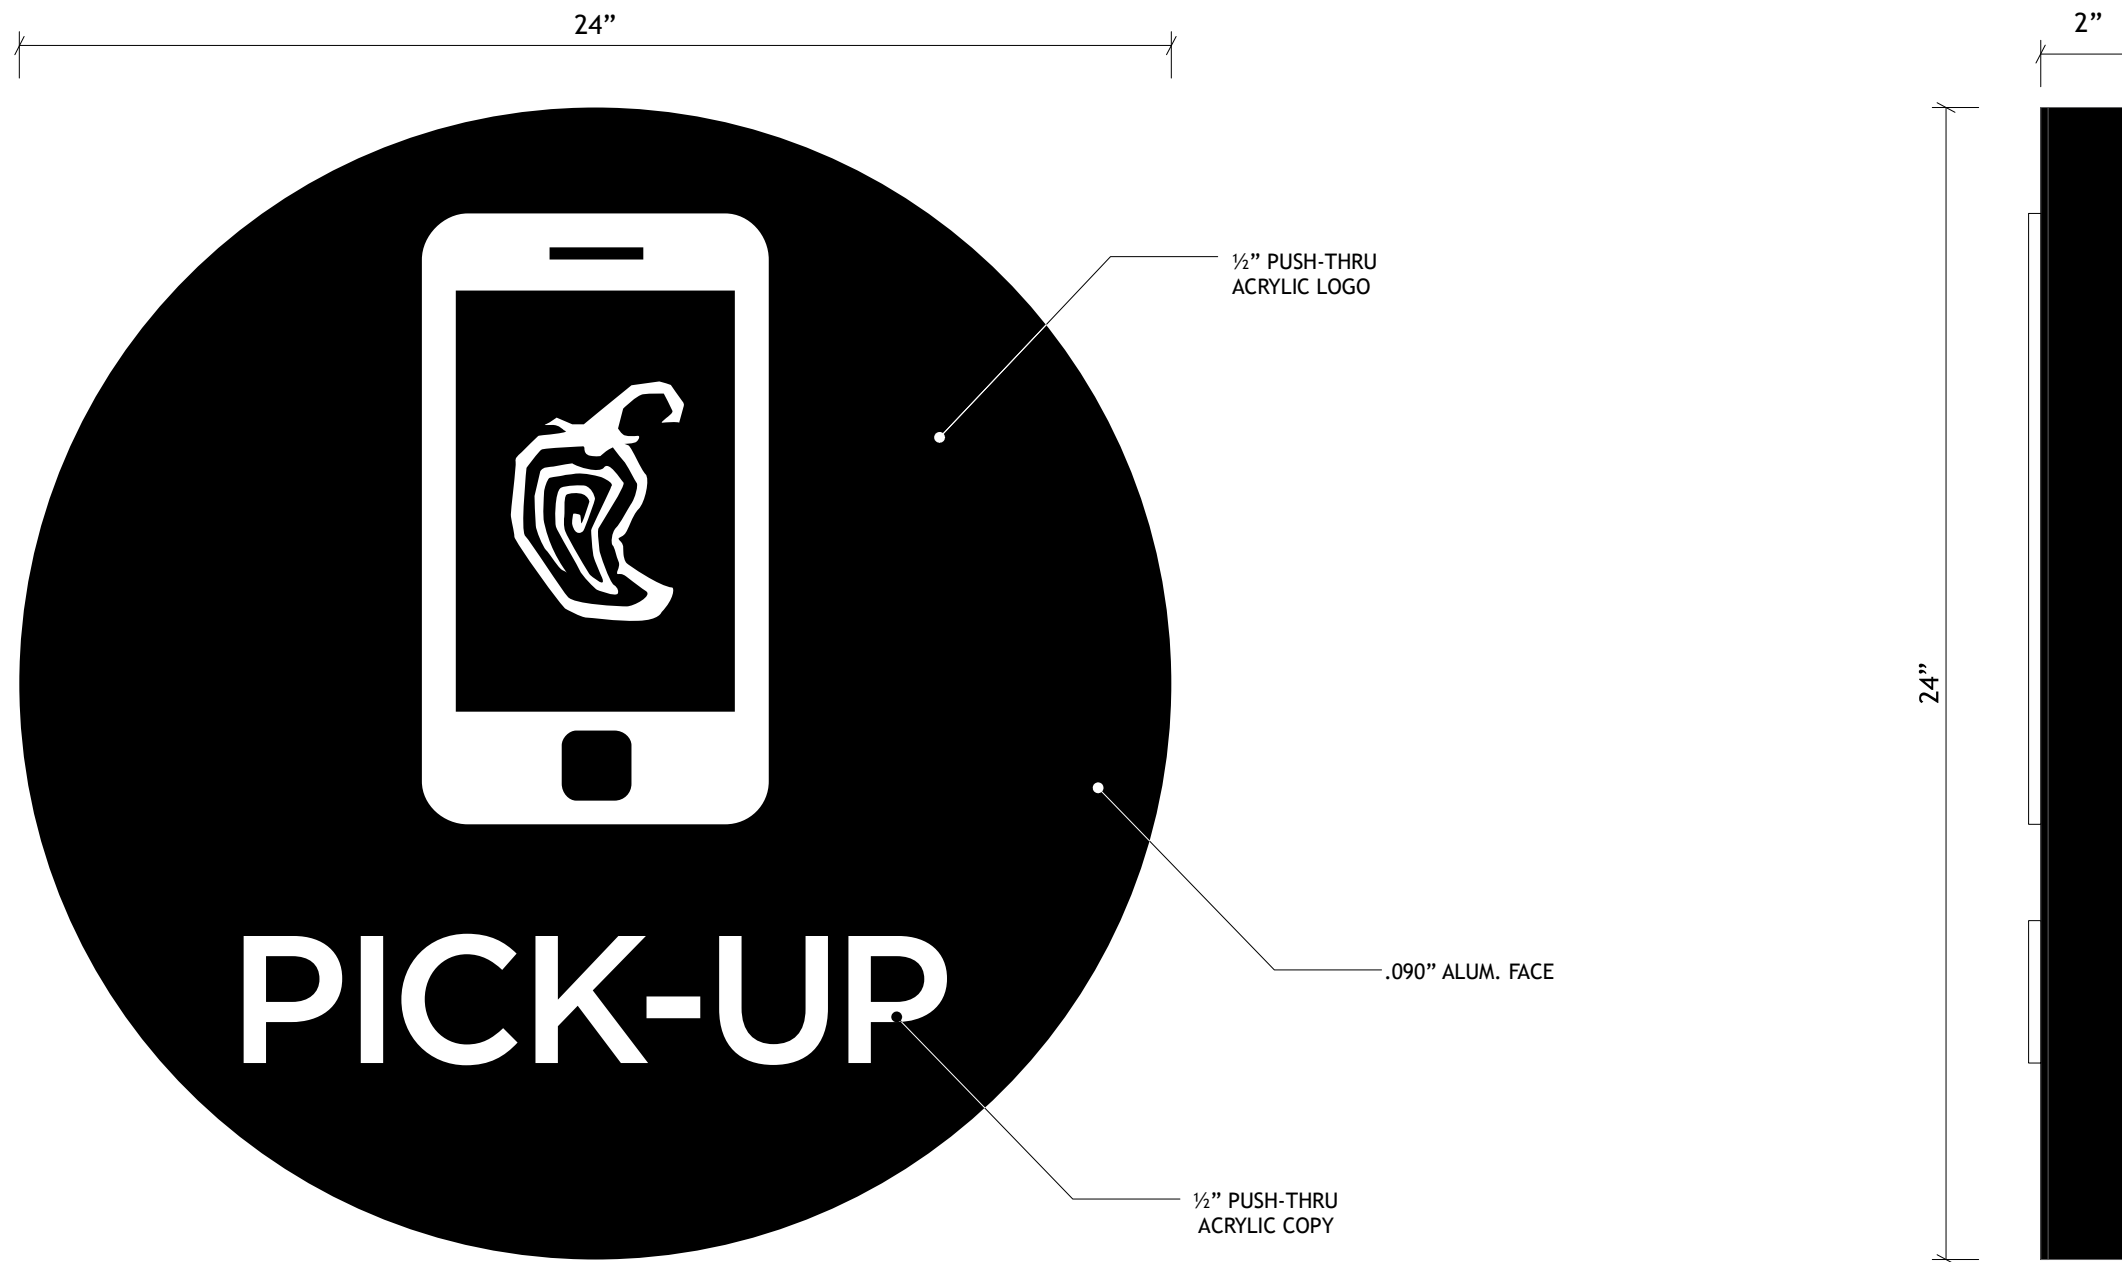 24”
2”
½” PUSH-THRU
ACRYLIC LOGO
24”
PICK-UP
.090” ALUM. FACE
½” PUSH-THRU
ACRYLIC COPY